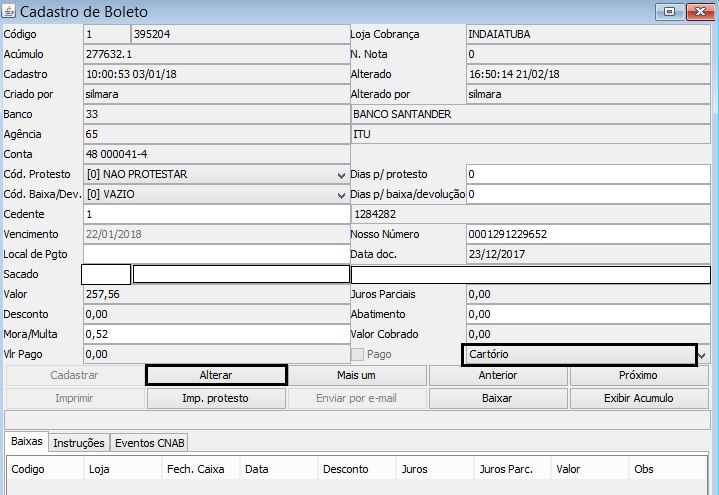 Cadastro de Boleto
Código 1 395204 Loja Cobrança INDAIATUBA
Acúmulo 277632.1 N. Nota 0
Cadastro 10:00:53 03/01/18 Alterado 16:50:14 21/02/18
Criado por silmara Alterado por silmara
Banco 33 BANCO SANTANDER
Agência 65 ITU
Conta 48 000041-4
Cód. Protesto [0] NAO PROTESTAR Dias p/ protesto 0
Cód. Baixa/Dev. [0] VAZIO Dias p/ baixa/devolução 0
Cedente 1 1284282
Vencimento 22/01/2018 Nosso Número 0001291229652
Local de Pgto Data doc. 23/12/2017
Sacado
Valor 257,56 Juros Parciais 0,00
Desconto 0,00 Abatimento 0,00
Mora/Multa 0,52 Valor Cobrado 0,00
Vlr Pago 0,00 Pago Cartório
Cadastrar Alterar Mais um Anterior Próximo
Imprimir Imp. protesto Enviar por e-mail Baixar Exibir Acumulo
Baixas Instruções Eventos CNAB
Codigo Loja Fech. Caixa Data Desconto Juros Juros Parc. Valor Obs